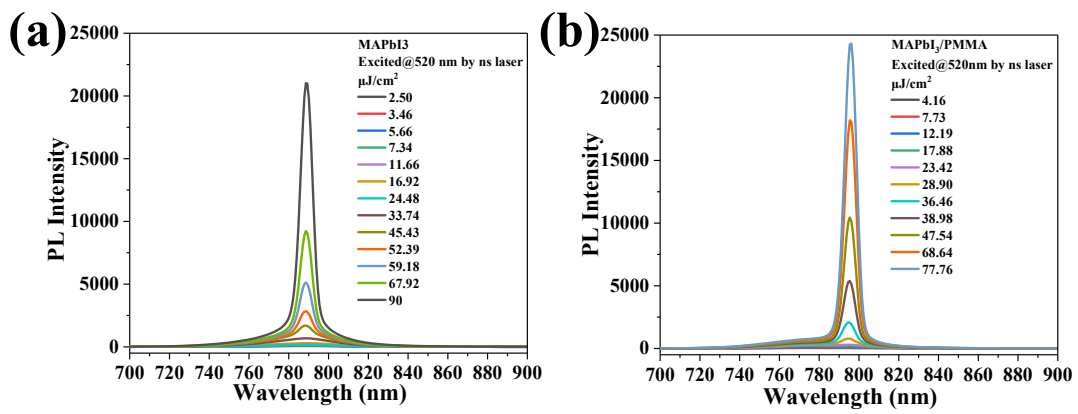 (a)
25000
20000
15000
10000
5000
0
PL Intensity
700 720 740 760 780 800 820 840 860 880 900
Wavelength (nm)
MAPbI3
Excited@520 nm by ns laser
μJ/cm²
2.50
3.46
5.66
7.34
11.66
16.92
24.48
33.74
45.43
52.39
59.18
67.92
90
(b)
25000
20000
15000
10000
5000
0
PL Intensity
700 720 740 760 780 800 820 840 860 880 900
Wavelength (nm)
MAPbI₃/PMMA
Excited@520nm by ns laser
μJ/cm²
4.16
7.73
12.19
17.88
23.42
28.90
36.46
38.98
47.54
68.64
77.76